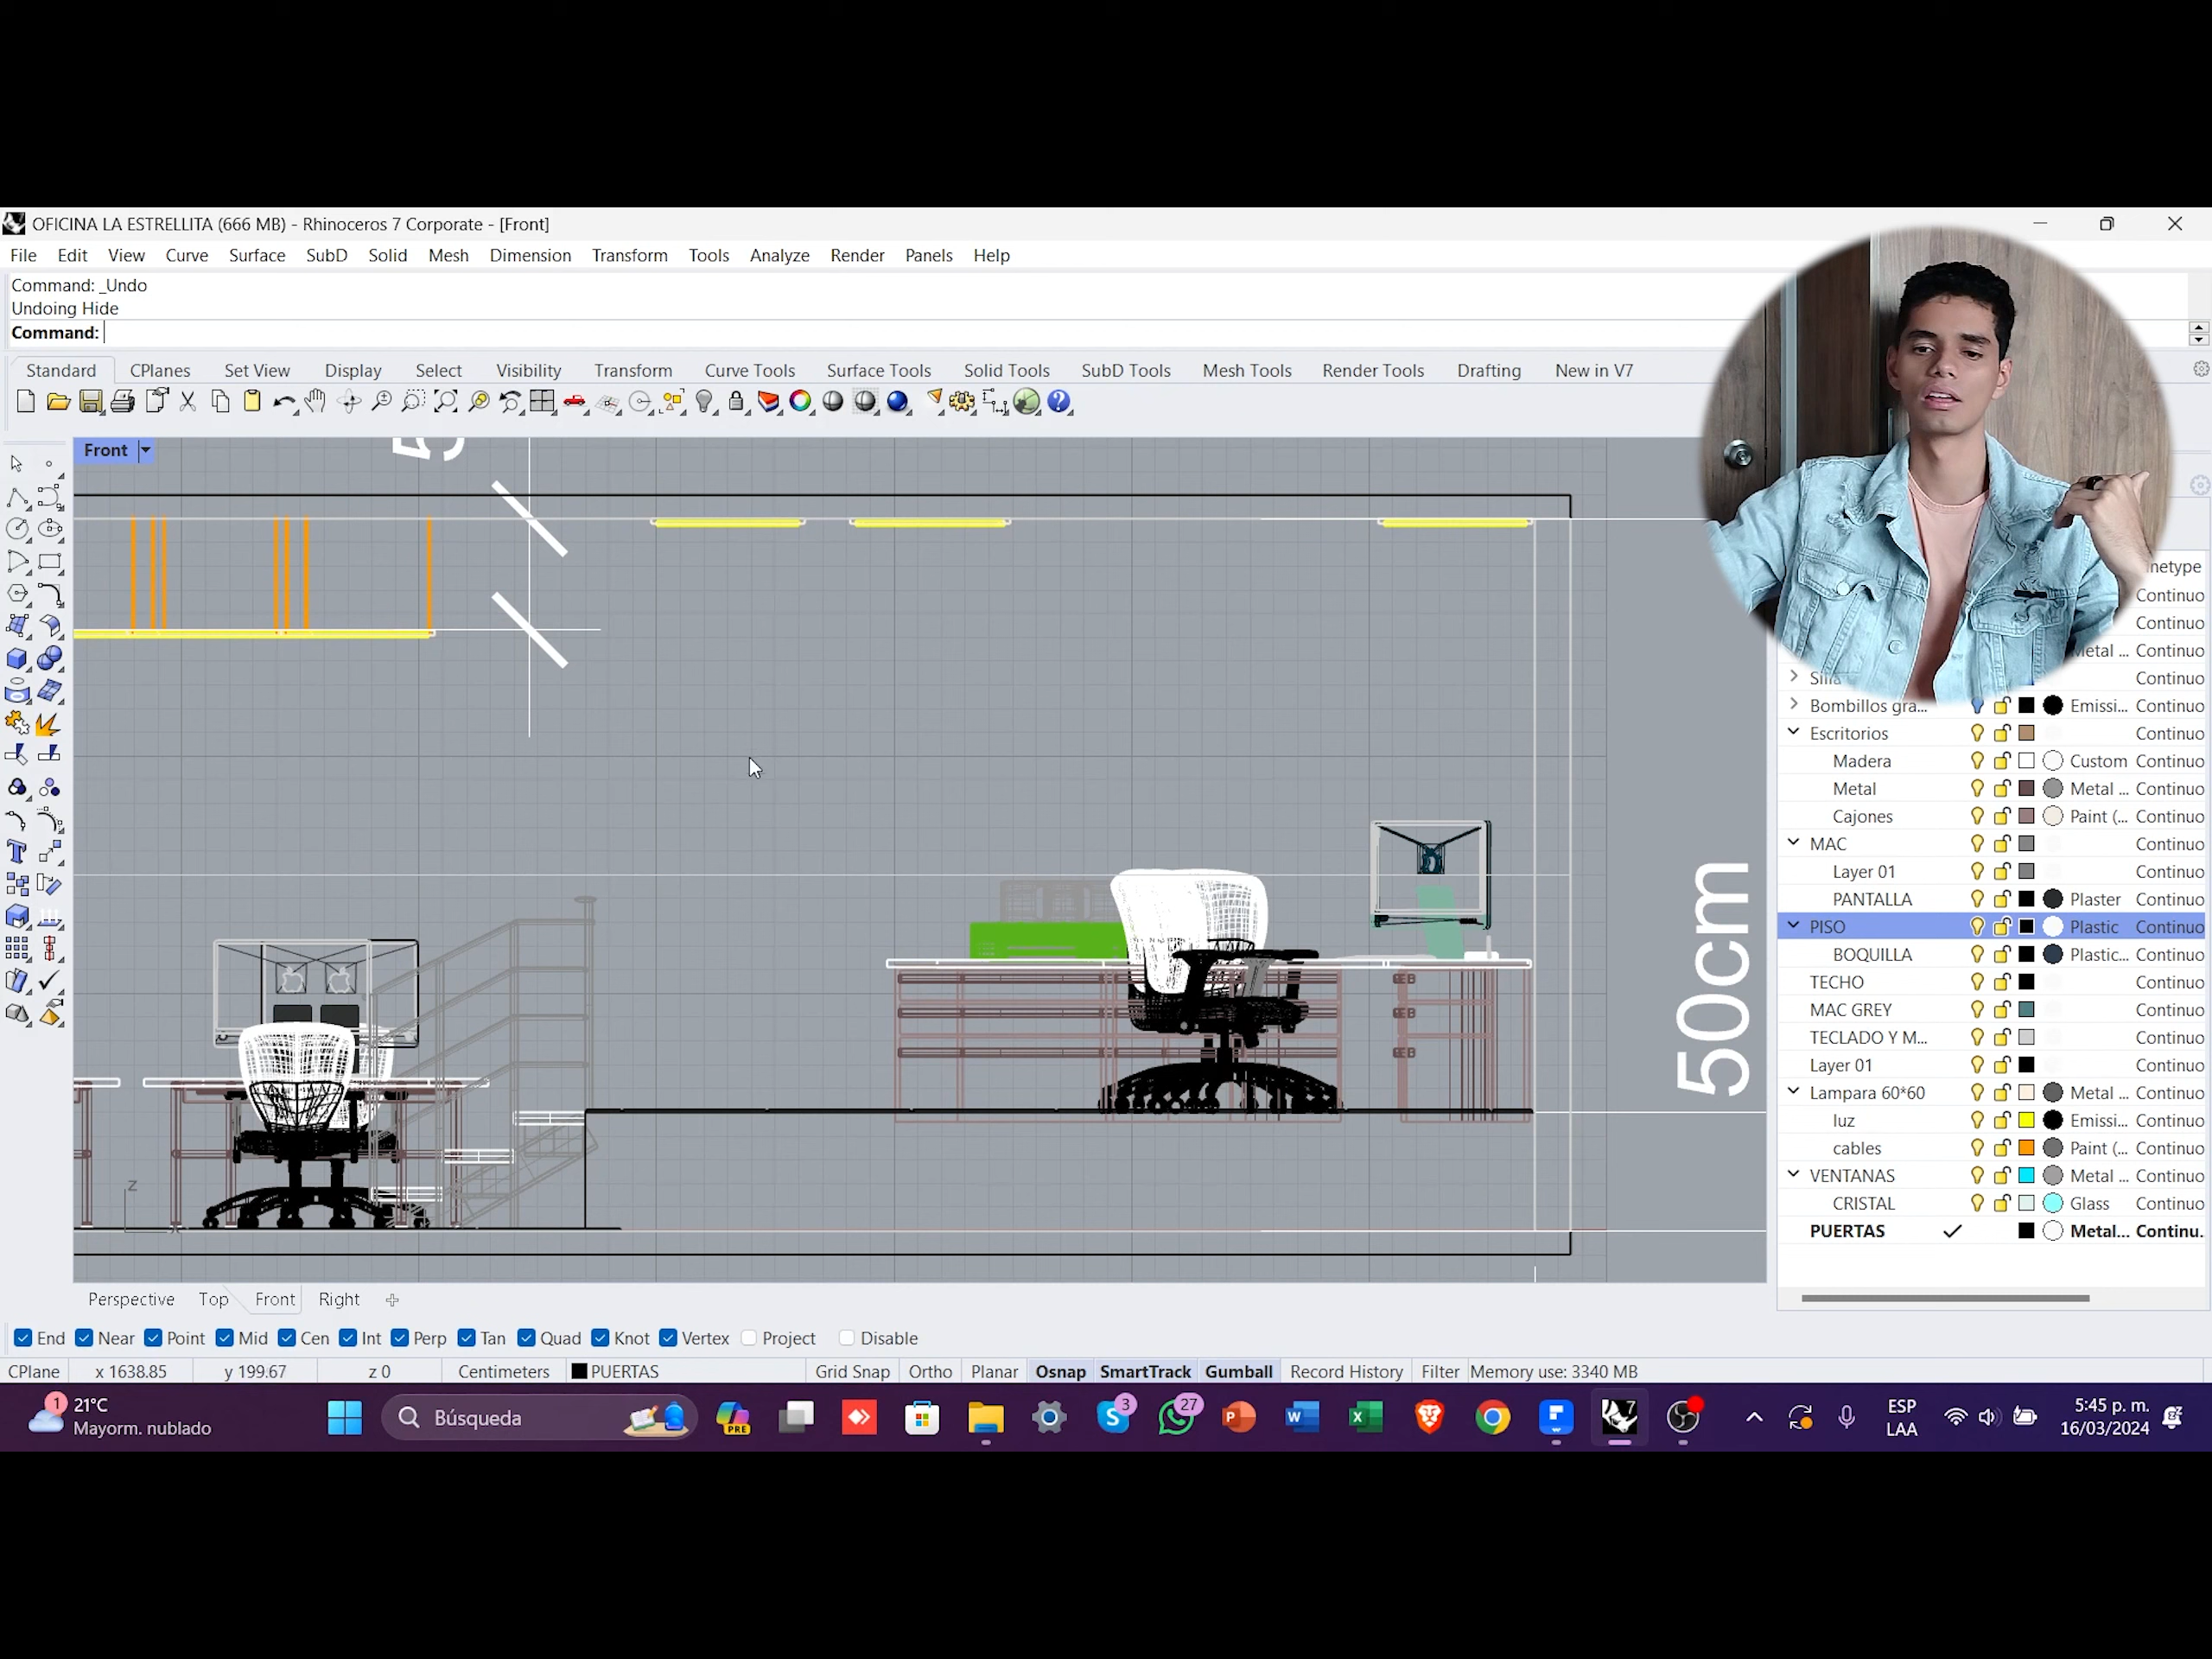 OFICINA LA ESTRELLITA (666 MB) - Rhinoceros 7 Corporate - [Front]
File Edit View Curve Surface SubD Solid Mesh Dimension Transform Tools Analyze Render Panels Help
Command: _Undo
Undoing Hide
Command:
Standard CPlanes Set View Display Select Visibility Transform Curve Tools Surface Tools Solid Tools SubD Tools Mesh Tools Render Tools Drafting New in V7
Front
netype
Continuo
Continuo
etal ... Continuo
Continuo
Bombillos gra... Emissi... Continuo
Escritorios Continuo
Madera Custom Continuo
Metal Metal ... Continuo
Cajones Paint (... Continuo
MAC Continuo
Layer 01 Continuo
PANTALLA Plaster Continuo
PISO Plastic Continuo
BOQUILLA Plastic... Continuo
TECHO Continuo
MAC GREY Continuo
TECLADO Y M... Continuo
Layer 01 Continuo
Lampara 60*60 Metal ... Continuo
luz Emissi... Continuo
cables Paint (... Continuo
VENTANAS Metal ... Continuo
CRISTAL Glass Continuo
PUERTAS Metal... Continu...
50cm
z
x
Perspective Top Front Right
End Near Point Mid Cen Int Perp Tan Quad Knot Vertex Project Disable
CPlane x 1638.85 y 199.67 z 0 Centimeters PUERTAS Grid Snap Ortho Planar Osnap SmartTrack Gumball Record History Filter Memory use: 3340 MB
1 21°C
Mayorm. nublado
Búsqueda
PRE
3
27
7
ESP
LAA
5:45 p. m.
16/03/2024